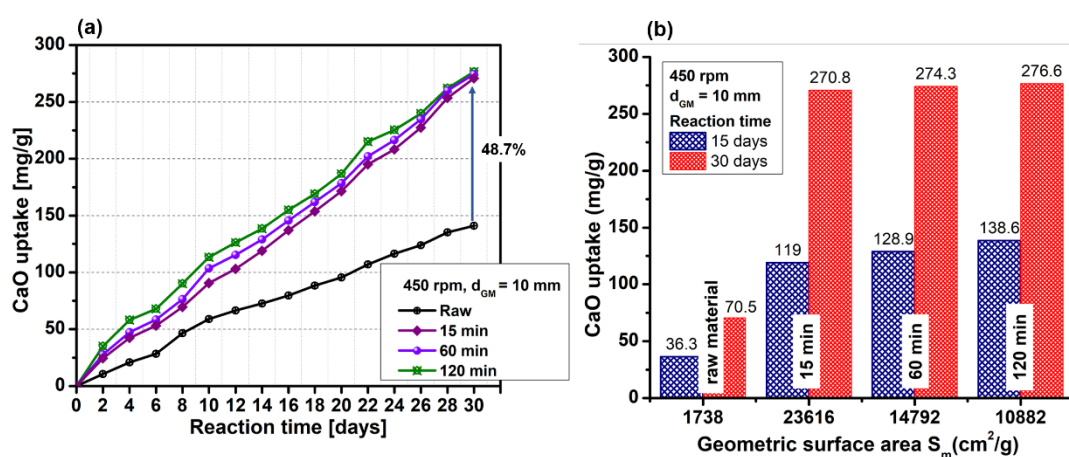 (a)
300
250
200
150
100
50
0
CaO uptake [mg/g]
0 2 4 6 8 10 12 14 16 18 20 22 24 26 28 30
Reaction time [days]
48.7%
450 rpm, d_GM = 10 mm
Raw
15 min
60 min
120 min
(b)
300
250
200
150
100
50
0
CaO uptake (mg/g)
450 rpm
d_GM = 10 mm
Reaction time
15 days
30 days
36.3
70.5
119
270.8
128.9
274.3
138.6
276.6
raw material
15 min
60 min
120 min
1738 23616 14792 10882
Geometric surface area S_m(cm²/g)